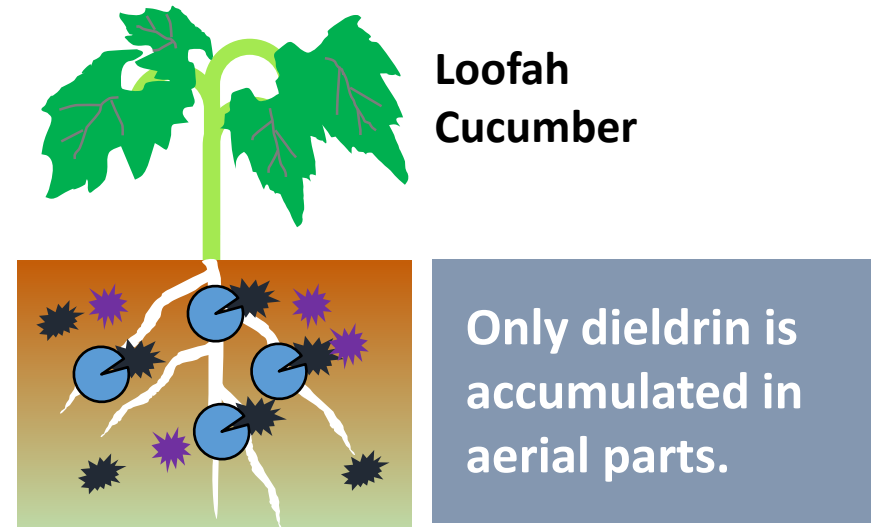 Loofah
Cucumber
Only dieldrin is
accumulated in
aerial parts.